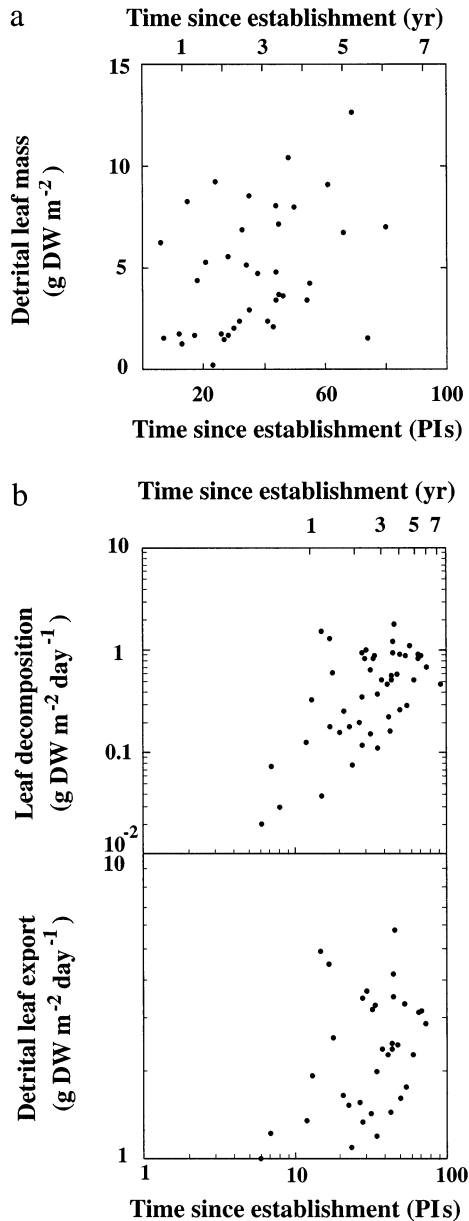 a
Time since establishment (yr)
1 3 5 7
15
10
5
0
Detrital leaf mass
(g DW m-2)
20 60 100
Time since establishment (PIs)
b
Time since establishment (yr)
1 3 5 7
10
1
0.1
10-2
Leaf decomposition
(g DW m-2 day-1)
10
1
Detrital leaf export
(g DW m-2 day-1)
1 10 100
Time since establishment (PIs)